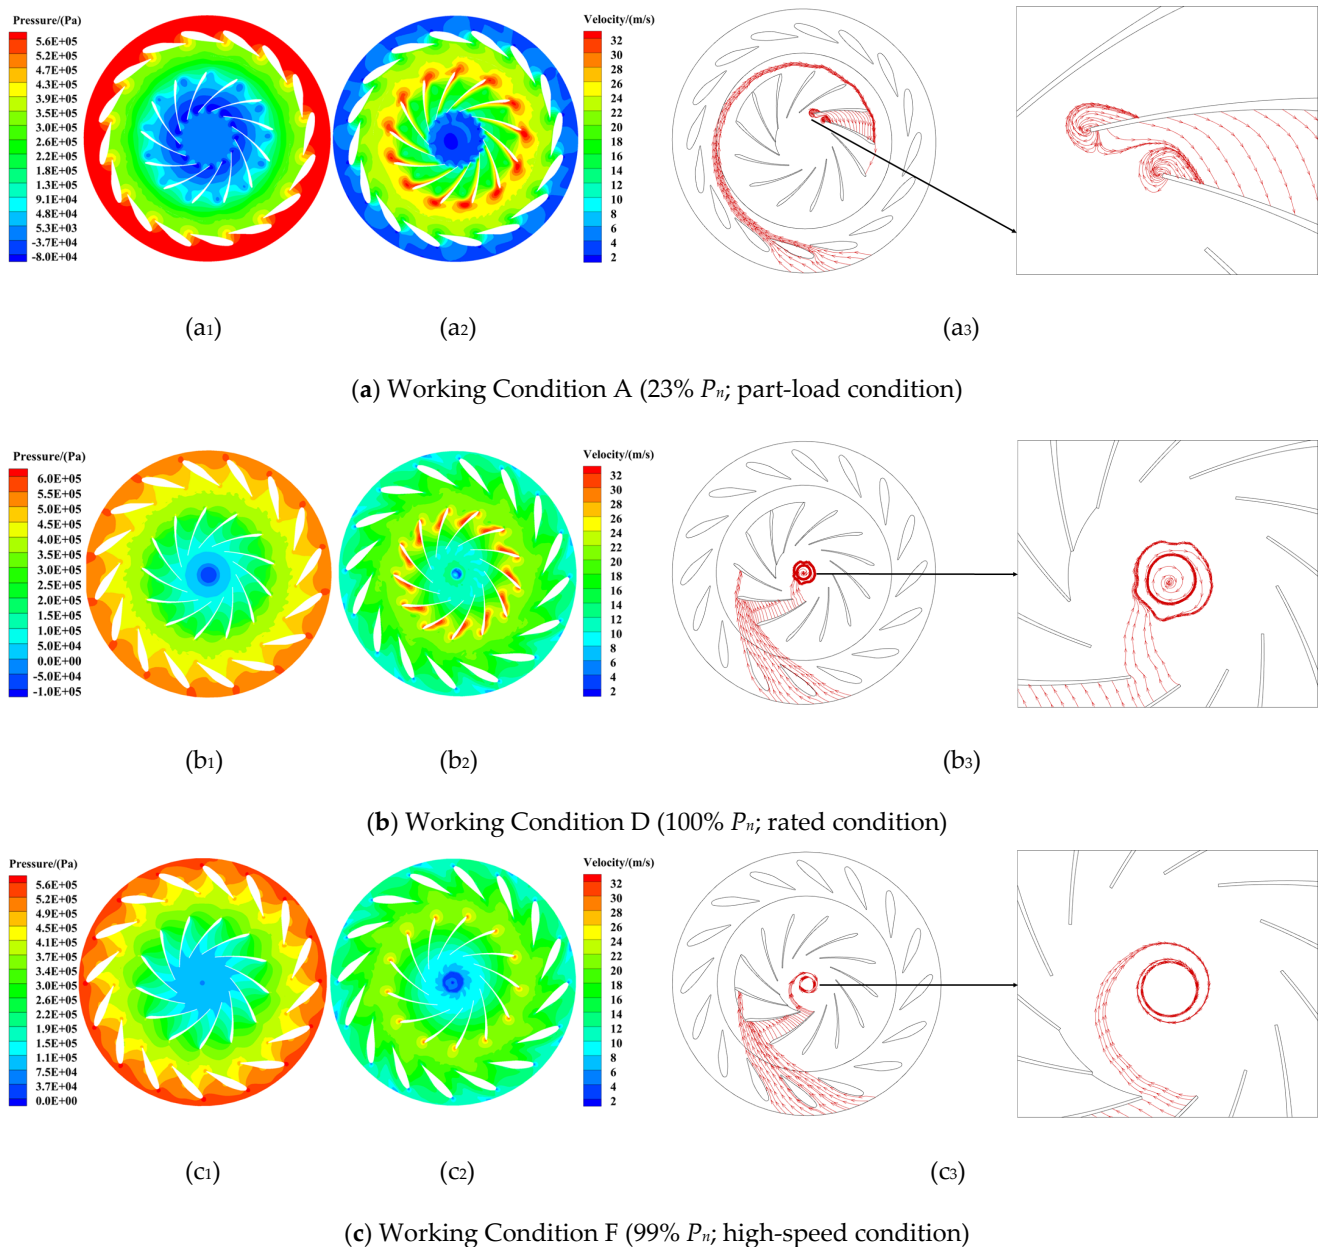 Pressure/(Pa)
5.6E+05
5.2E+05
4.7E+05
4.3E+05
3.9E+05
3.5E+05
3.0E+05
2.6E+05
2.2E+05
1.8E+05
1.3E+05
9.1E+04
4.8E+04
5.3E+03
-3.7E+04
-8.0E+04
Velocity/(m/s)
32
30
28
26
24
22
20
18
16
14
12
10
8
6
4
2
(a1)
(a2)
(a3)
(a) Working Condition A (23% Pn; part-load condition)
Pressure/(Pa)
6.0E+05
5.5E+05
5.0E+05
4.5E+05
4.0E+05
3.5E+05
3.0E+05
2.5E+05
2.0E+05
1.5E+05
1.0E+05
5.0E+04
0.0E+00
-5.0E+04
-1.0E+05
Velocity/(m/s)
32
30
28
26
24
22
20
18
16
14
12
10
8
6
4
2
(b1)
(b2)
(b3)
(b) Working Condition D (100% Pn; rated condition)
Pressure/(Pa)
5.6E+05
5.2E+05
4.9E+05
4.5E+05
4.1E+05
3.7E+05
3.4E+05
3.0E+05
2.6E+05
2.2E+05
1.9E+05
1.5E+05
1.1E+05
7.5E+04
3.7E+04
0.0E+00
Velocity/(m/s)
32
30
28
26
24
22
20
18
16
14
12
10
8
6
4
2
(c1)
(c2)
(c3)
(c) Working Condition F (99% Pn; high-speed condition)